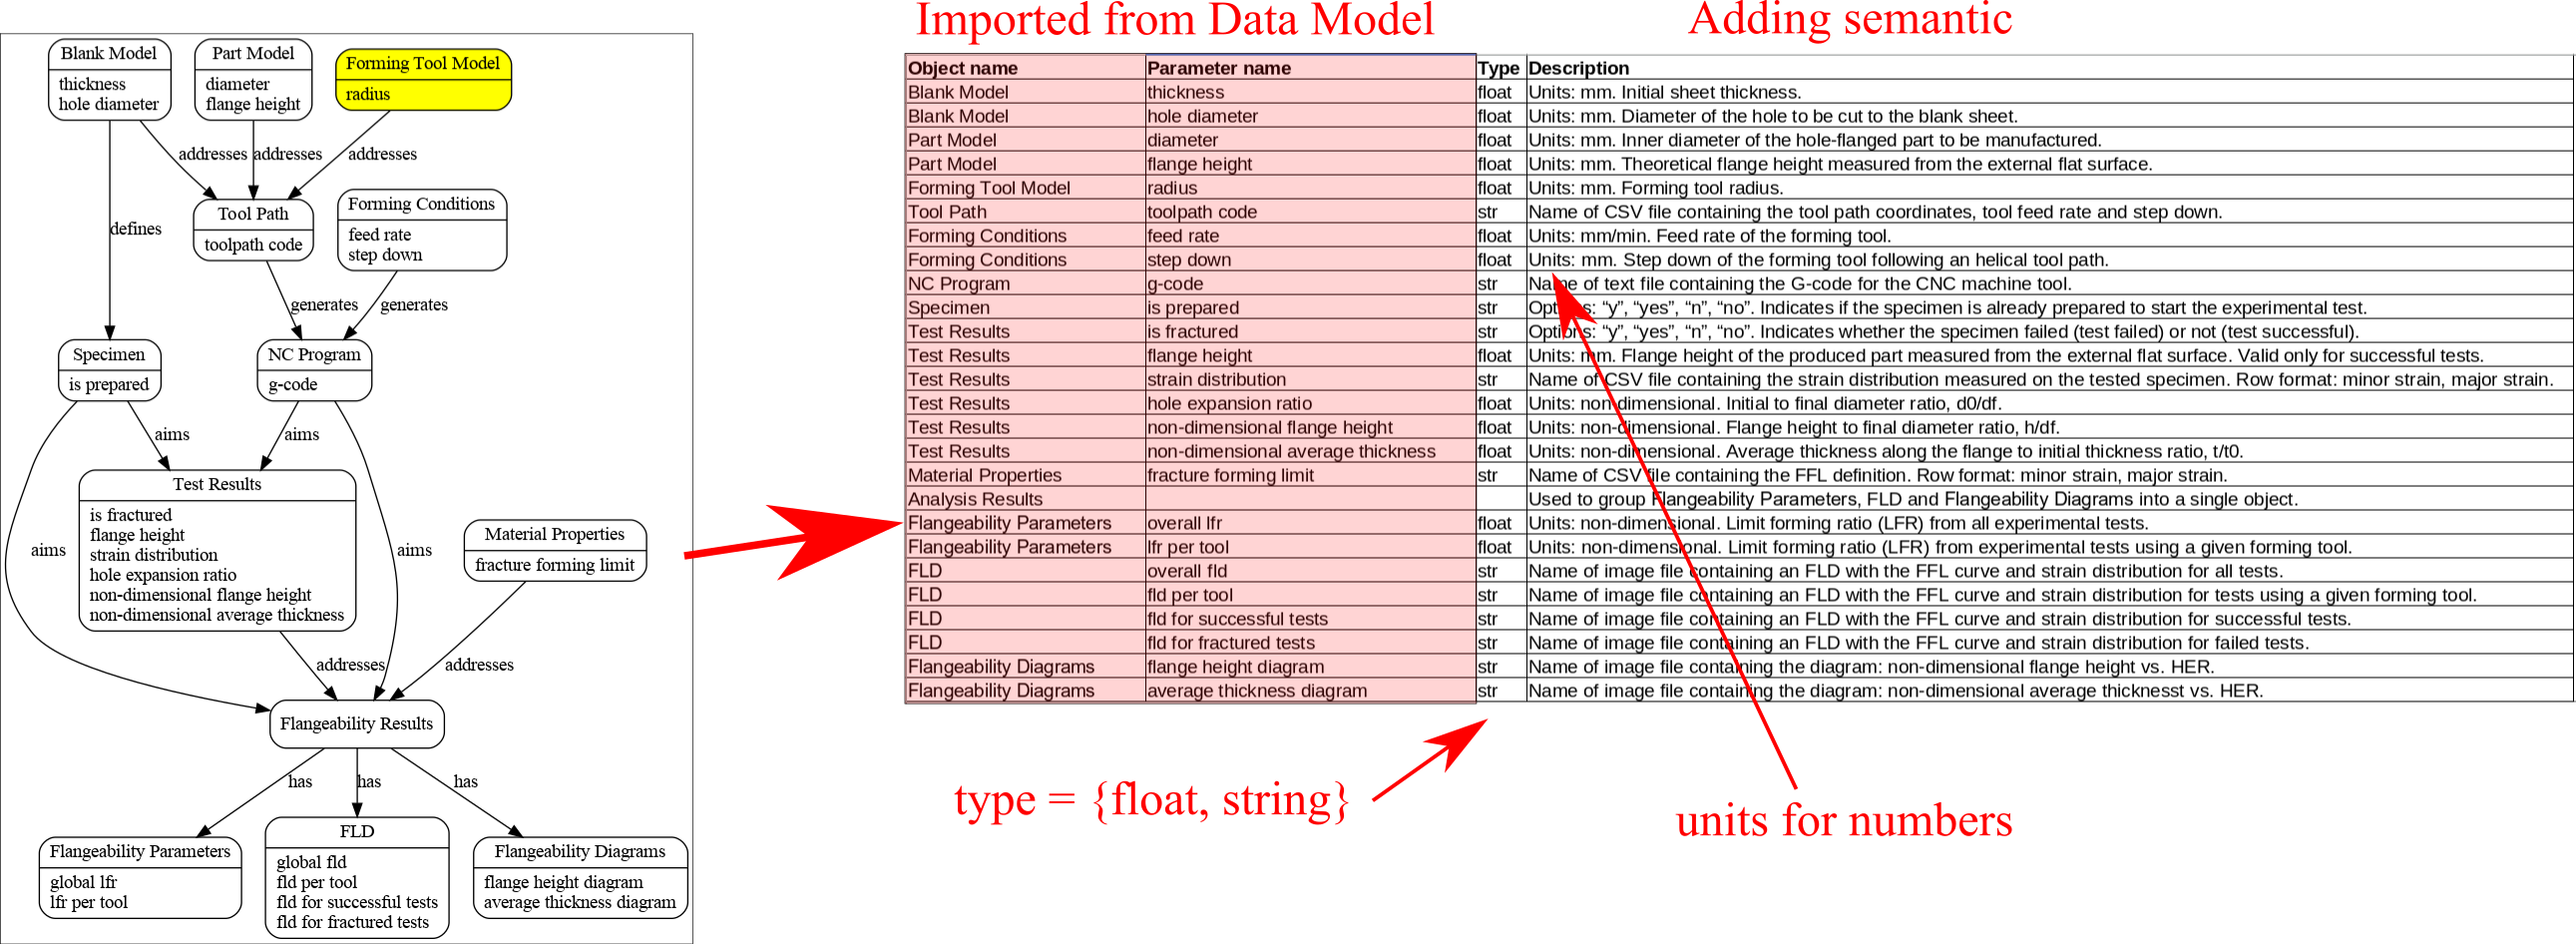 Imported from Data Model
Adding semantic
Blank Model
thickness
hole diameter
Part Model
diameter
flange height
Forming Tool Model
radius
addresses
addresses
addresses
defines
Tool Path
toolpath code
Forming Conditions
feed rate
step down
generates
generates
Specimen
is prepared
NC Program
g-code
aims
aims
aims
aims
Test Results
is fractured
flange height
strain distribution
hole expansion ratio
non-dimensional flange height
non-dimensional average thickness
Material Properties
fracture forming limit
addresses
addresses
Flangeability Results
has
has
has
Flangeability Parameters
global lfr
lfr per tool
FLD
global fld
fld per tool
fld for successful tests
fld for fractured tests
Flangeability Diagrams
flange height diagram
average thickness diagram
Object name Parameter name Type Description
Blank Model thickness float Units: mm. Initial sheet thickness.
Blank Model hole diameter float Units: mm. Diameter of the hole to be cut to the blank sheet.
Part Model diameter float Units: mm. Inner diameter of the hole-flanged part to be manufactured.
Part Model flange height float Units: mm. Theoretical flange height measured from the external flat surface.
Forming Tool Model radius float Units: mm. Forming tool radius.
Tool Path toolpath code str Name of CSV file containing the tool path coordinates, tool feed rate and step down.
Forming Conditions feed rate float Units: mm/min. Feed rate of the forming tool.
Forming Conditions step down float Units: mm. Step down of the forming tool following an helical tool path.
NC Program g-code str Name of text file containing the G-code for the CNC machine tool.
Specimen is prepared str Options: “y”, “yes”, “n”, “no”. Indicates if the specimen is already prepared to start the experimental test.
Test Results is fractured str Options: “y”, “yes”, “n”, “no”. Indicates whether the specimen failed (test failed) or not (test successful).
Test Results flange height float Units: mm. Flange height of the produced part measured from the external flat surface. Valid only for successful tests.
Test Results strain distribution str Name of CSV file containing the strain distribution measured on the tested specimen. Row format: minor strain, major strain.
Test Results hole expansion ratio float Units: non-dimensional. Initial to final diameter ratio, d0/df.
Test Results non-dimensional flange height float Units: non-dimensional. Flange height to final diameter ratio, h/df.
Test Results non-dimensional average thickness float Units: non-dimensional. Average thickness along the flange to initial thickness ratio, t/t0.
Material Properties fracture forming limit str Name of CSV file containing the FFL definition. Row format: minor strain, major strain.
Analysis Results Used to group Flangeability Parameters, FLD and Flangeability Diagrams into a single object.
Flangeability Parameters overall lfr float Units: non-dimensional. Limit forming ratio (LFR) from all experimental tests.
Flangeability Parameters lfr per tool float Units: non-dimensional. Limit forming ratio (LFR) from experimental tests using a given forming tool.
FLD overall fld str Name of image file containing an FLD with the FFL curve and strain distribution for all tests.
FLD fld per tool str Name of image file containing an FLD with the FFL curve and strain distribution for tests using a given forming tool.
FLD fld for successful tests str Name of image file containing an FLD with the FFL curve and strain distribution for successful tests.
FLD fld for fractured tests str Name of image file containing an FLD with the FFL curve and strain distribution for failed tests.
Flangeability Diagrams flange height diagram str Name of image file containing the diagram: non-dimensional flange height vs. HER.
Flangeability Diagrams average thickness diagram str Name of image file containing the diagram: non-dimensional average thicknesst vs. HER.
type = {float, string}
units for numbers